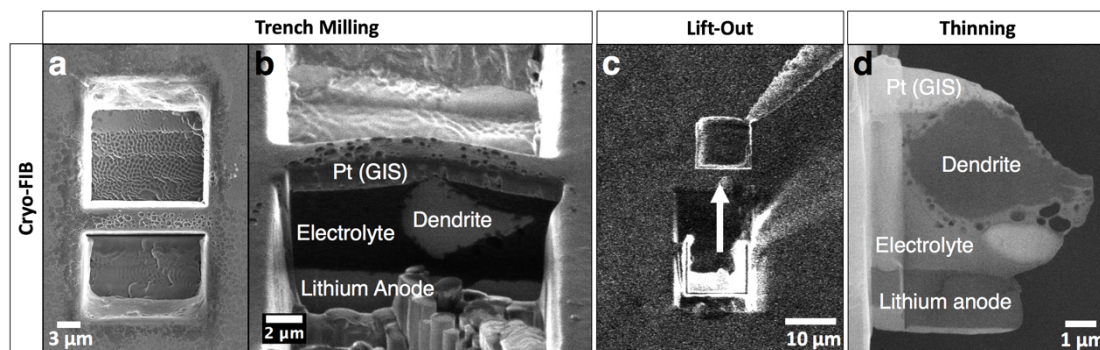 Trench Milling
Lift-Out
Thinning
Cryo-FIB
a
3 µm
b
Pt (GIS)
Dendrite
Electrolyte
Lithium Anode
2 µm
c
10 µm
d
Pt (GIS)
Dendrite
Electrolyte
Lithium anode
1 µm